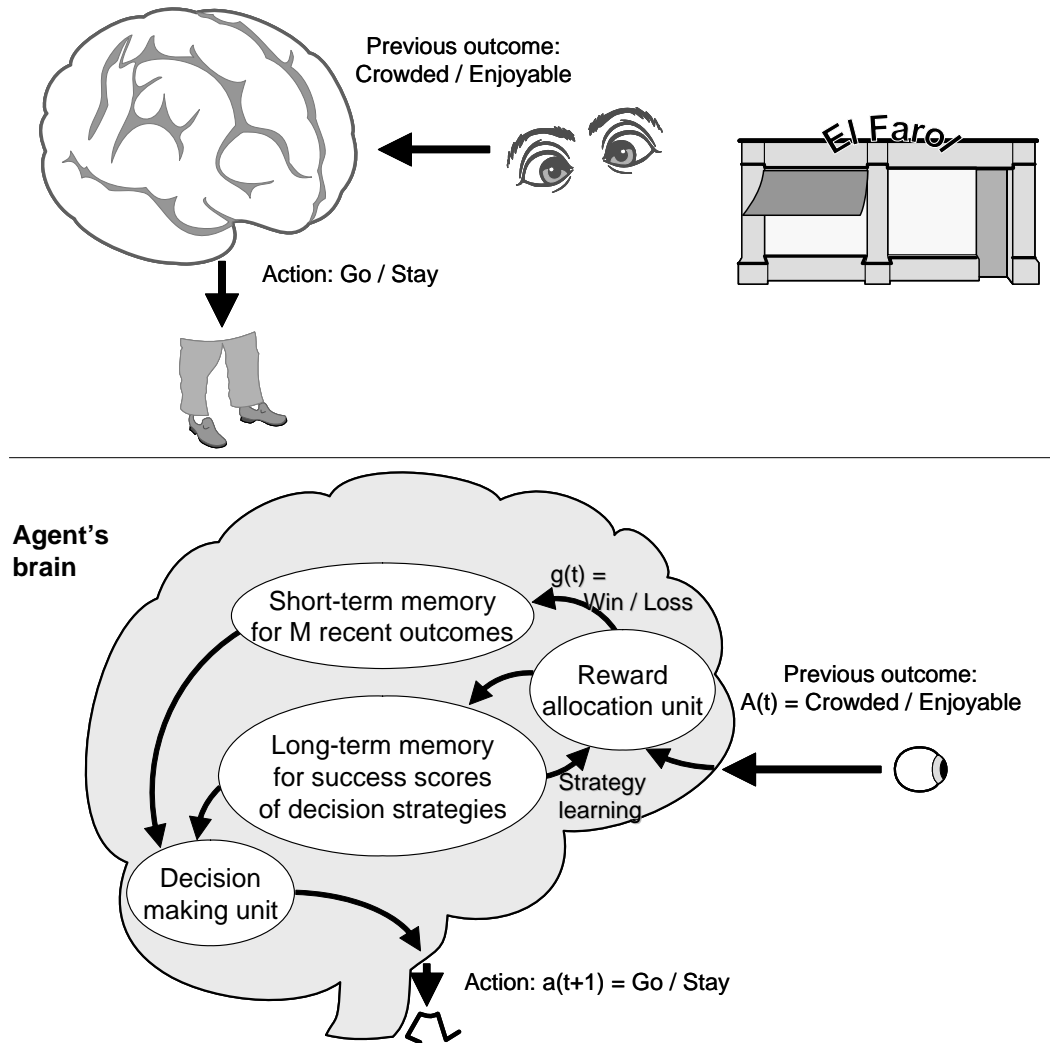 Previous outcome:
Crowded / Enjoyable
El Farol
Action: Go / Stay
Agent's
brain
g(t) =
Win / Loss
Short-term memory
for M recent outcomes
Reward
allocation unit
Previous outcome:
A(t) = Crowded / Enjoyable
Long-term memory
for success scores
of decision strategies
Strategy
learning
Decision
making unit
Action: a(t+1) = Go / Stay